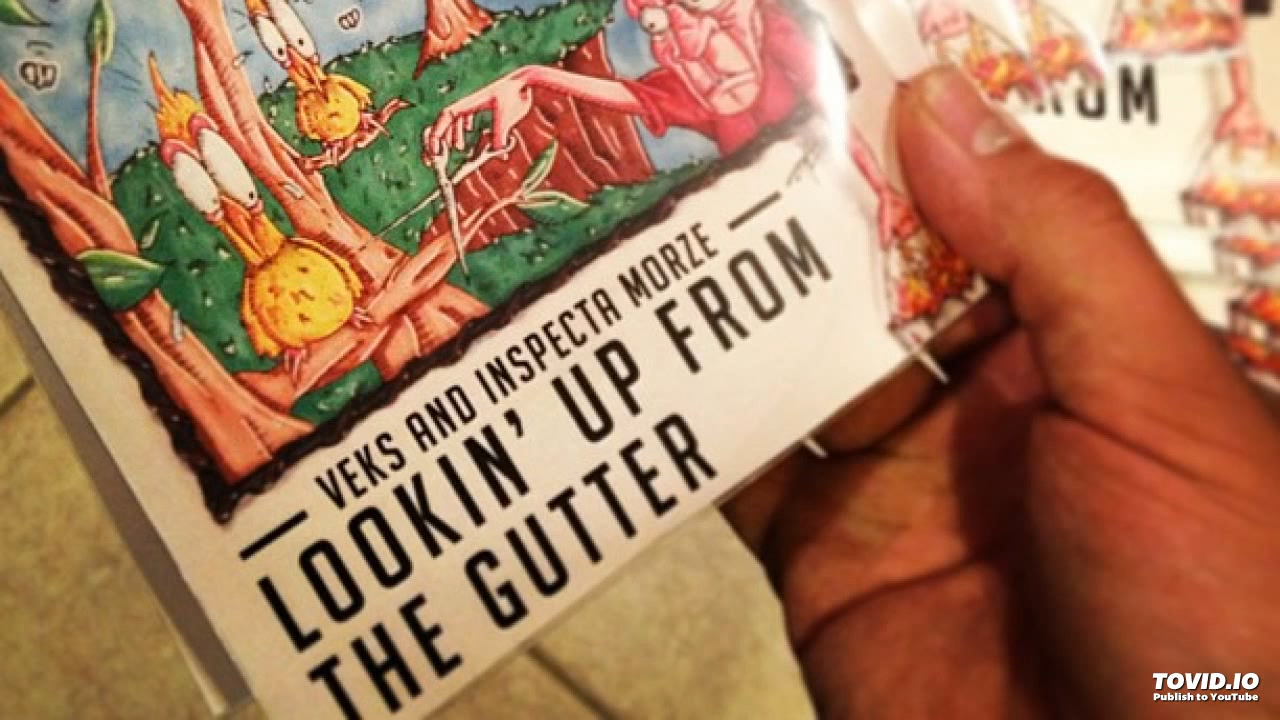 VEKS AND INSPECTA MORZE
LOOKIN' UP FROM
THE GUTTER
TOVID.IO
Publish to YouTube